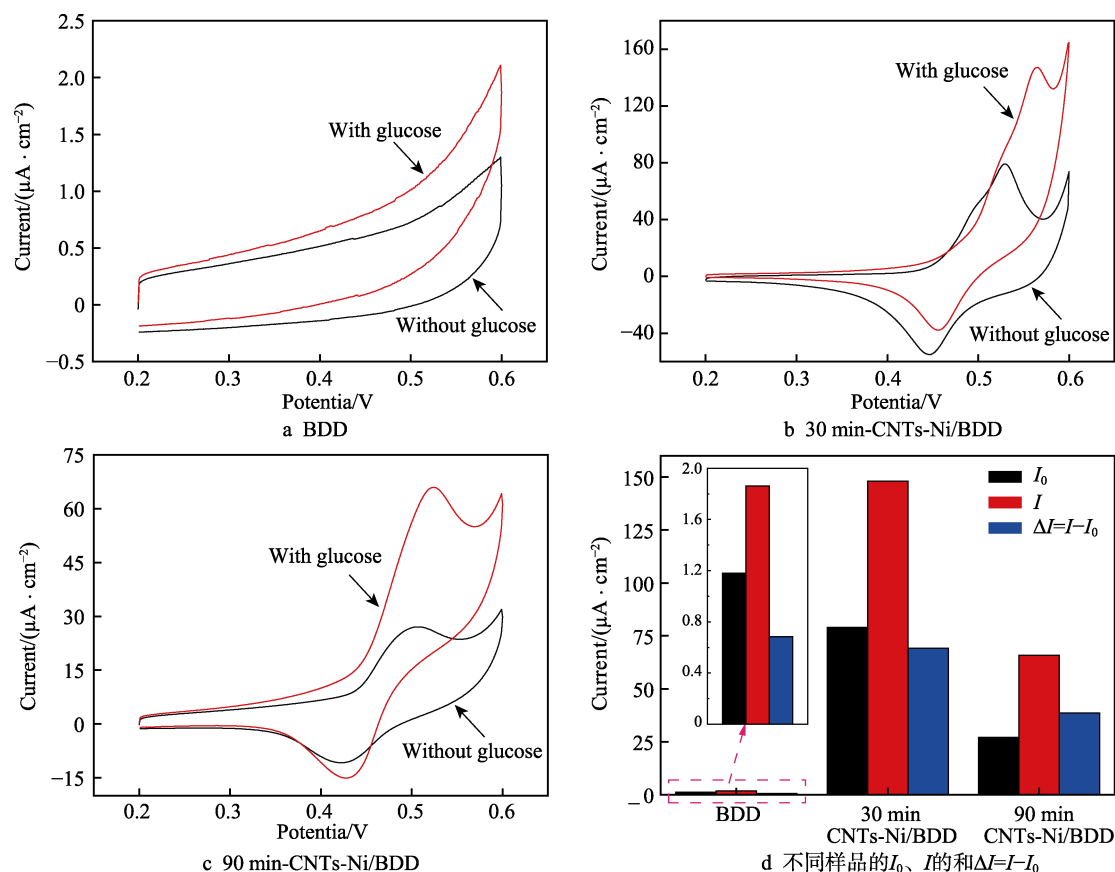 2.5
2.0
1.5
1.0
0.5
0
−0.5
Current/(μA · cm⁻²)
With glucose
Without glucose
0.2 0.3 0.4 0.5 0.6
Potentia/V
a BDD
160
120
80
40
0
−40
Current/(μA · cm⁻²)
With glucose
Without glucose
0.2 0.3 0.4 0.5 0.6
Potentia/V
b 30 min-CNTs-Ni/BDD
75
60
45
30
15
0
−15
Current/(μA · cm⁻²)
With glucose
Without glucose
0.2 0.3 0.4 0.5 0.6
Potentia/V
c 90 min-CNTs-Ni/BDD
150
125
100
75
50
25
0
−
Current/(μA · cm⁻²)
2.0
1.6
1.2
0.8
0.4
0
I₀
I
ΔI=I−I₀
BDD 30 min 90 min
CNTs-Ni/BDD CNTs-Ni/BDD
d 不同样品的I₀、I的和ΔI=I−I₀